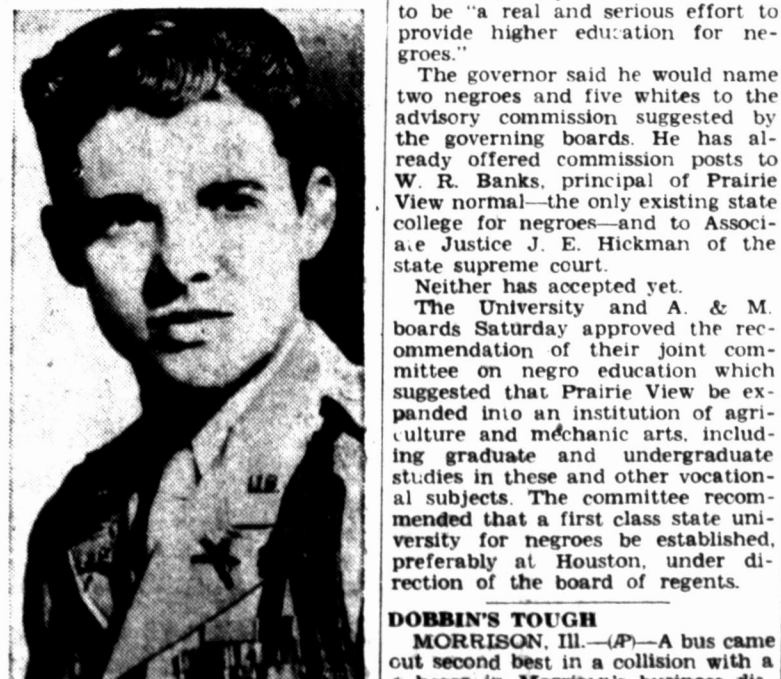 to be "a real and serious effort to
provide higher education for ne-
groes."
The governor said he would name
two negroes and five whites to the
advisory commission suggested by
the governing boards. He has al-
ready offered commission posts to
W. R. Banks, principal of Prairie
View normal—the only existing state
college for negroes—and to Associ-
ate Justice J. E. Hickman of the
state supreme court.
Neither has accepted yet.
The University and A. & M.
boards Saturday approved the rec-
ommendation of their joint com-
mittee on negro education which
suggested that Prairie View be ex-
panded into an institution of agri-
culture and mechanic arts, includ-
ing graduate and undergraduate
studies in these and other vocation-
al subjects. The committee recom-
mended that a first class state uni-
versity for negroes be established,
preferably at Houston, under di-
rection of the board of regents.
DOBBIN'S TOUGH
MORRISON, Ill.—(AP)—A bus came
out second best in a collision with a
U.S.